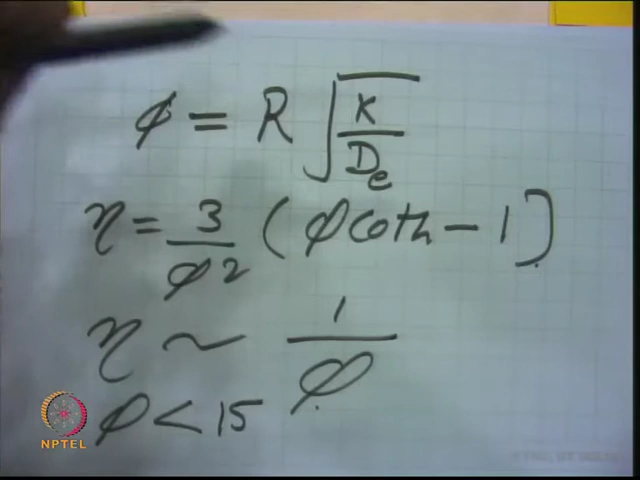 φ = R √(K/De)
η = 3/φ2 (φ coth - 1)
η ~ 1/φ
φ < 15
NPTEL